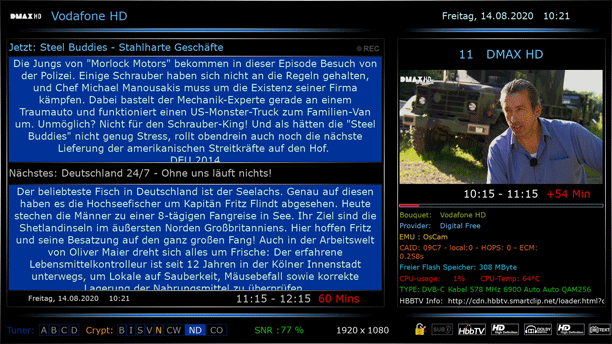 DMAX HD Vodafone HD
Freitag, 14.08.2020 10:21
Jetzt: Steel Buddies - Stahlharte Geschäfte
REC
Die Jungs von "Morlock Motors" bekommen in dieser Episode Besuch von
der Polizei. Einige Schrauber haben sich nicht an die Regeln gehalten,
und Chef Michael Manousakis muss um die Existenz seiner Firma
kämpfen. Dabei bastelt der Mechanik-Experte gerade an einem
Traumauto und funktioniert einen US-Monster-Truck zum Familien-Van
um. Unmöglich? Nicht für den Schrauber-King! Und als hätten die "Steel
Buddies" nicht genug Stress, rollt obendrein auch noch die nächste
Lieferung der amerikanischen Streitkräfte auf den Hof.
DEU 2014
Nächstes: Deutschland 24/7 - Ohne uns läuft nichts!
Der beliebteste Fisch in Deutschland ist der Seelachs. Genau auf diesen
haben es die Hochseefischer um Kapitän Fritz Flindt abgesehen. Heute
stechen die Männer zu einer 8-tägigen Fangreise in See. Ihr Ziel sind die
Shetlandinseln im äußersten Norden Großbritanniens. Hier hoffen Fritz
und seine Besatzung auf den ganz großen Fang! Auch in der Arbeitswelt
von Oliver Maier dreht sich alles um Frische: Der erfahrene
Lebensmittelkontrolleur ist seit 12 Jahren in der Kölner Innenstadt
unterwegs, um Lokale auf Sauberkeit, Mäusebefall sowie korrekte
Lagerung der Nahrungsmittel zu überprüfen.
Freitag, 14.08.2020 10:21
11:15 - 12:15 60 Mins
11 DMAX HD
DMAX HD
10:15 - 11:15 +54 Min
Bouquet: Vodafone HD
Provider: Digital Free
EMU : OsCam
CAID: 09C7 - local:0 - HOPS: 0 - ECM:
0.258s
Freier Flash Speicher: 308 MByte
CPU-usage: 1% CPU-Temp: 64°C
TYPE: DVB-C Kabel 578 MHz 6900 Auto Auto QAM256
HBBTV Info: http://cdn.hbbtv.smartclip.net/loader.html?c
Tuner: A B C D Crypt: B I S V N CW ND CO SNR : 77 % 1920 x 1080
SUB HbbTV HD High Definition DOLBY HD High Definition TEXT